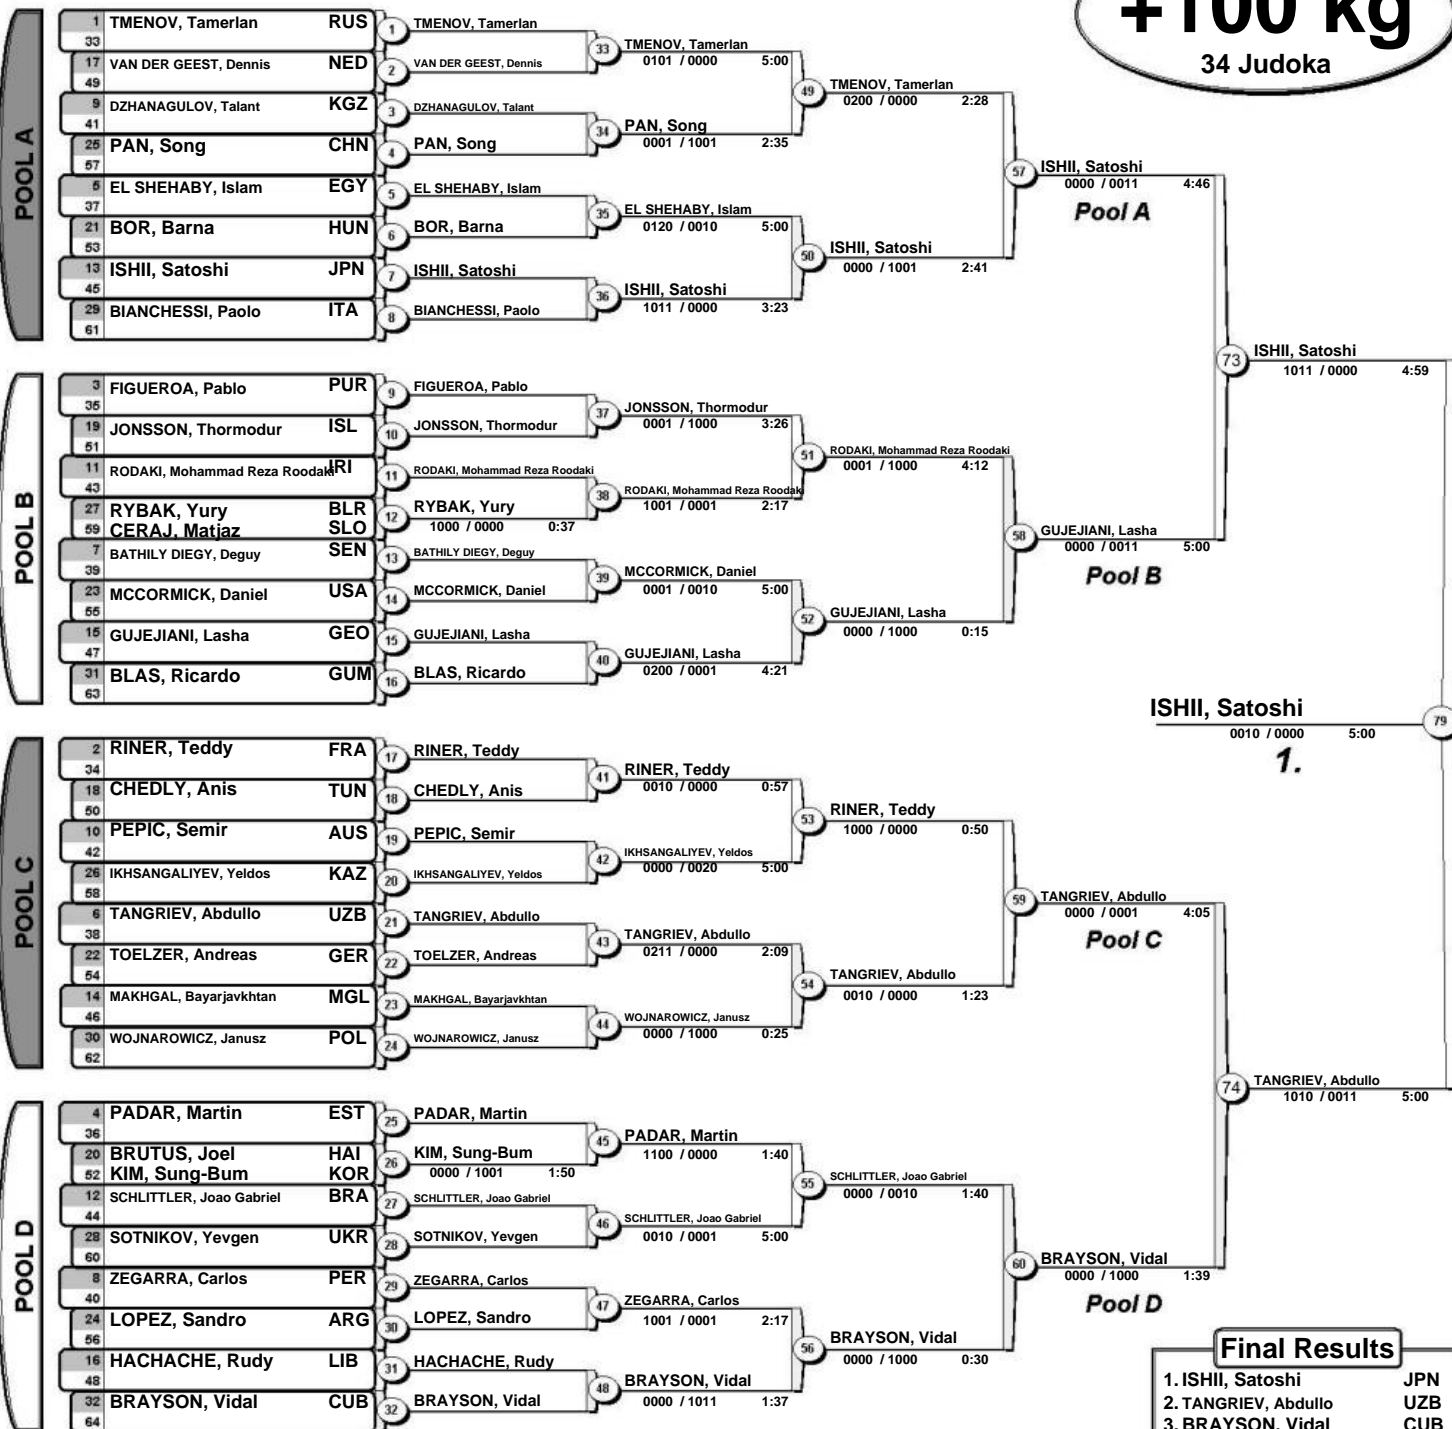 +100 kg
34 Judoka
POOL A
1 TMENOV, Tamerlan RUS
33
17 VAN DER GEEST, Dennis NED
49
9 DZHANAGULOV, Talant KGZ
41
25 PAN, Song CHN
57
5 EL SHEHABY, Islam EGY
37
21 BOR, Barna HUN
53
13 ISHII, Satoshi JPN
45
29 BIANCHESSI, Paolo ITA
61
1 TMENOV, Tamerlan
2 VAN DER GEEST, Dennis
3 DZHANAGULOV, Talant
4 PAN, Song
5 EL SHEHABY, Islam
6 BOR, Barna
7 ISHII, Satoshi
8 BIANCHESSI, Paolo
33 TMENOV, Tamerlan
0101 / 0000 5:00
34 PAN, Song
0001 / 1001 2:35
35 EL SHEHABY, Islam
0120 / 0010 5:00
36 ISHII, Satoshi
1011 / 0000 3:23
49 TMENOV, Tamerlan
0200 / 0000 2:28
50 ISHII, Satoshi
0000 / 1001 2:41
57 ISHII, Satoshi
0000 / 0011 4:46
Pool A
POOL B
3 FIGUEROA, Pablo PUR
35
19 JONSSON, Thormodur ISL
51
11 RODAKI, Mohammad Reza Roodaki IRI
43
27 RYBAK, Yury BLR
59 CERAJ, Matjaz SLO
7 BATHILY DIEGY, Deguy SEN
39
23 MCCORMICK, Daniel USA
55
15 GUJEJIANI, Lasha GEO
47
31 BLAS, Ricardo GUM
63
9 FIGUEROA, Pablo
10 JONSSON, Thormodur
11 RODAKI, Mohammad Reza Roodaki
12 RYBAK, Yury
1000 / 0000 0:37
13 BATHILY DIEGY, Deguy
14 MCCORMICK, Daniel
15 GUJEJIANI, Lasha
16 BLAS, Ricardo
37 JONSSON, Thormodur
0001 / 1000 3:26
38 RODAKI, Mohammad Reza Roodaki
1001 / 0001 2:17
39 MCCORMICK, Daniel
0001 / 0010 5:00
40 GUJEJIANI, Lasha
0200 / 0001 4:21
51 RODAKI, Mohammad Reza Roodaki
0001 / 1000 4:12
52 GUJEJIANI, Lasha
0000 / 1000 0:15
58 GUJEJIANI, Lasha
0000 / 0011 5:00
Pool B
73 ISHII, Satoshi
1011 / 0000 4:59
ISHII, Satoshi 79
0010 / 0000 5:00
1.
POOL C
2 RINER, Teddy FRA
34
18 CHEDLY, Anis TUN
50
10 PEPIC, Semir AUS
42
26 IKHSANGALIYEV, Yeldos KAZ
58
6 TANGRIEV, Abdullo UZB
38
22 TOELZER, Andreas GER
54
14 MAKHGAL, Bayarjavkhtan MGL
46
30 WOJNAROWICZ, Janusz POL
62
17 RINER, Teddy
18 CHEDLY, Anis
19 PEPIC, Semir
20 IKHSANGALIYEV, Yeldos
21 TANGRIEV, Abdullo
22 TOELZER, Andreas
23 MAKHGAL, Bayarjavkhtan
24 WOJNAROWICZ, Janusz
41 RINER, Teddy
0010 / 0000 0:57
42 IKHSANGALIYEV, Yeldos
0000 / 0020 5:00
43 TANGRIEV, Abdullo
0211 / 0000 2:09
44 WOJNAROWICZ, Janusz
0000 / 1000 0:25
53 RINER, Teddy
1000 / 0000 0:50
54 TANGRIEV, Abdullo
0010 / 0000 1:23
59 TANGRIEV, Abdullo
0000 / 0001 4:05
Pool C
POOL D
4 PADAR, Martin EST
36
20 BRUTUS, Joel HAI
52 KIM, Sung-Bum KOR
12 SCHLITTLER, Joao Gabriel BRA
44
28 SOTNIKOV, Yevgen UKR
60
8 ZEGARRA, Carlos PER
40
24 LOPEZ, Sandro ARG
56
16 HACHACHE, Rudy LIB
48
32 BRAYSON, Vidal CUB
64
25 PADAR, Martin
26 KIM, Sung-Bum
0000 / 1001 1:50
27 SCHLITTLER, Joao Gabriel
28 SOTNIKOV, Yevgen
29 ZEGARRA, Carlos
30 LOPEZ, Sandro
31 HACHACHE, Rudy
32 BRAYSON, Vidal
45 PADAR, Martin
1100 / 0000 1:40
46 SCHLITTLER, Joao Gabriel
0010 / 0001 5:00
47 ZEGARRA, Carlos
1001 / 0001 2:17
48 BRAYSON, Vidal
0000 / 1011 1:37
55 SCHLITTLER, Joao Gabriel
0000 / 0010 1:40
56 BRAYSON, Vidal
0000 / 1000 0:30
60 BRAYSON, Vidal
0000 / 1000 1:39
Pool D
74 TANGRIEV, Abdullo
1010 / 0011 5:00
Final Results
1. ISHII, Satoshi JPN
2. TANGRIEV, Abdullo UZB
3. BRAYSON, Vidal CUB